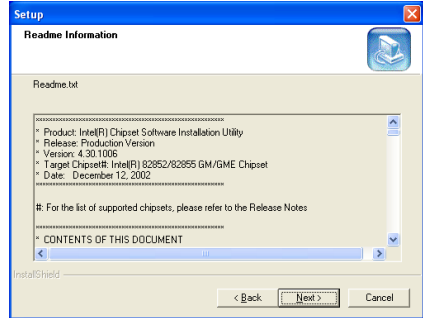 Setup
Readme Information
Readme.txt
****************************************************************
* Product: Intel(R) Chipset Software Installation Utility
* Release: Production Version
* Version: 4.30.1006
* Target Chipset#: Intel(R) 82852/82855 GM/GME Chipset
* Date: December 12, 2002
****************************************************************
#: For the list of supported chipsets, please refer to the Release Notes
****************************************************************
* CONTENTS OF THIS DOCUMENT
InstallShield
< Back Next > Cancel